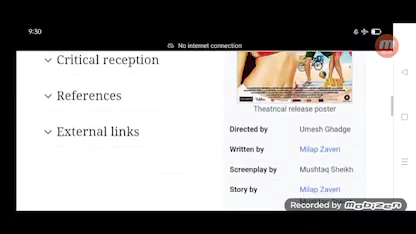 9:30
No internet connection
Critical reception
References
External links
Theatrical release poster
Directed by Umesh Ghadge
Written by Milap Zaveri
Screenplay by Mushtaq Sheikh
Story by Milap Zaveri
Recorded by mobizen